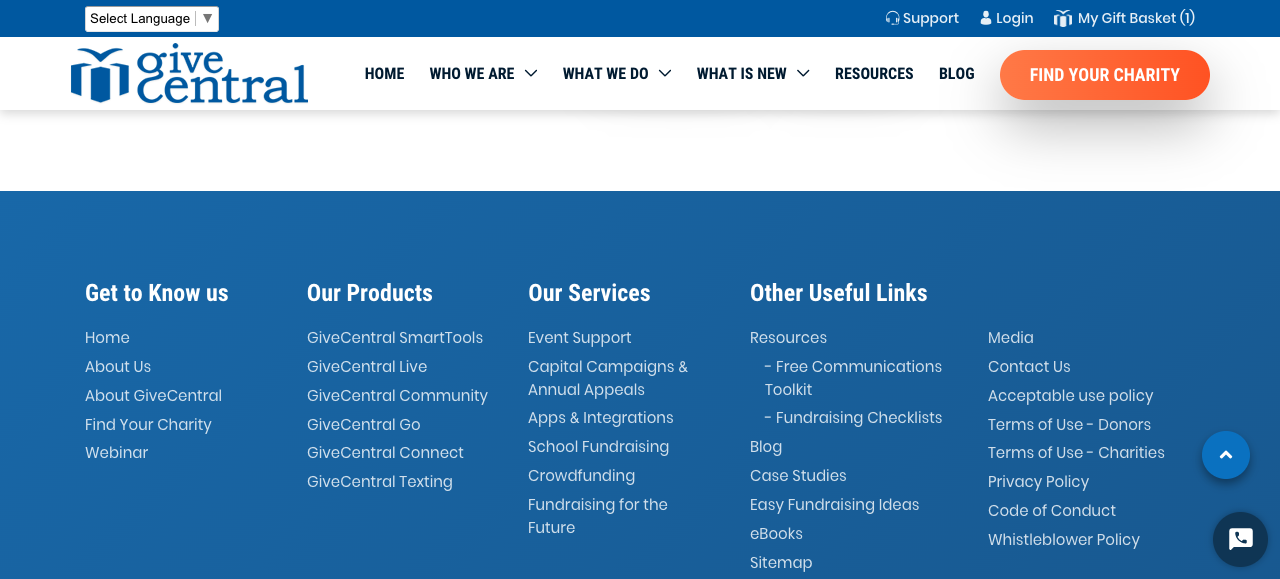 Select Language ▼
Support
Login
My Gift Basket (1)
give
central
HOME
WHO WE ARE
WHAT WE DO
WHAT IS NEW
RESOURCES
BLOG
FIND YOUR CHARITY
Get to Know us
Home
About Us
About GiveCentral
Find Your Charity
Webinar
Our Products
GiveCentral SmartTools
GiveCentral Live
GiveCentral Community
GiveCentral Go
GiveCentral Connect
GiveCentral Texting
Our Services
Event Support
Capital Campaigns &
Annual Appeals
Apps & Integrations
School Fundraising
Crowdfunding
Fundraising for the
Future
Other Useful Links
Resources
- Free Communications
Toolkit
- Fundraising Checklists
Blog
Case Studies
Easy Fundraising Ideas
eBooks
Sitemap
Media
Contact Us
Acceptable use policy
Terms of Use - Donors
Terms of Use - Charities
Privacy Policy
Code of Conduct
Whistleblower Policy